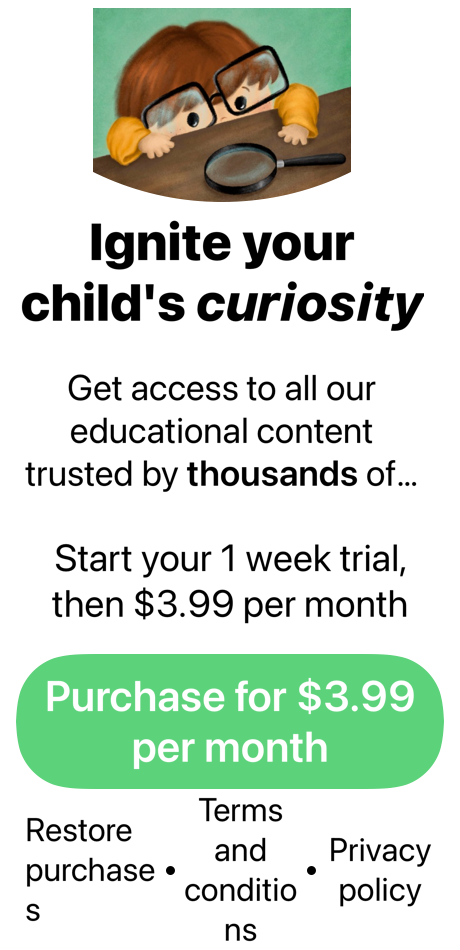 Ignite your
child's curiosity
Get access to all our
educational content
trusted by thousands of...
Start your 1 week trial,
then $3.99 per month
Purchase for $3.99
per month
Restore
purchase
s
•
Terms
and
conditio
ns
•
Privacy
policy